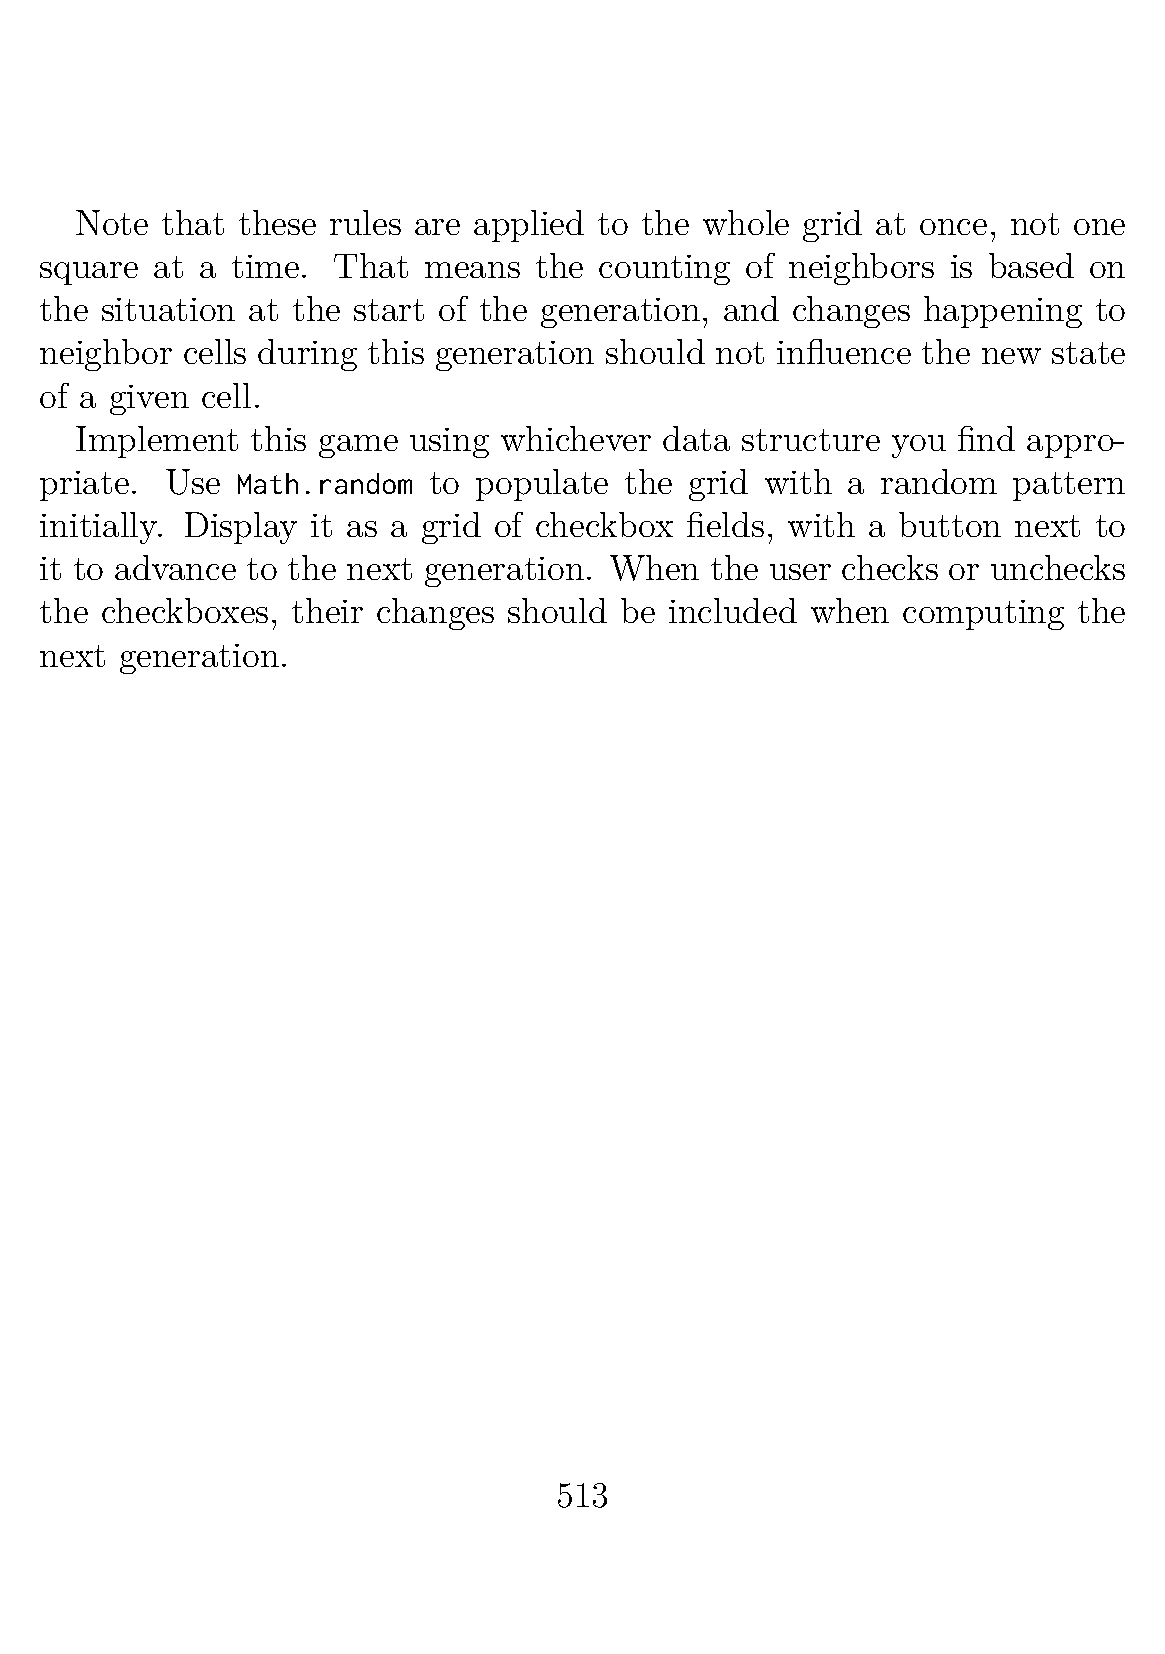 Note that these rules are applied to the whole grid at once, not one
square at a time. That means the counting of neighbors is based on
the situation at the start of the generation, and changes happening to
neighbor cells during this generation should not influence the new state
of a given cell.
Implement this game using whichever data structure you find appro-
priate. Use Math.random to populate the grid with a random pattern
initially. Display it as a grid of checkbox fields, with a button next to
it to advance to the next generation. When the user checks or unchecks
the checkboxes, their changes should be included when computing the
next generation.
513